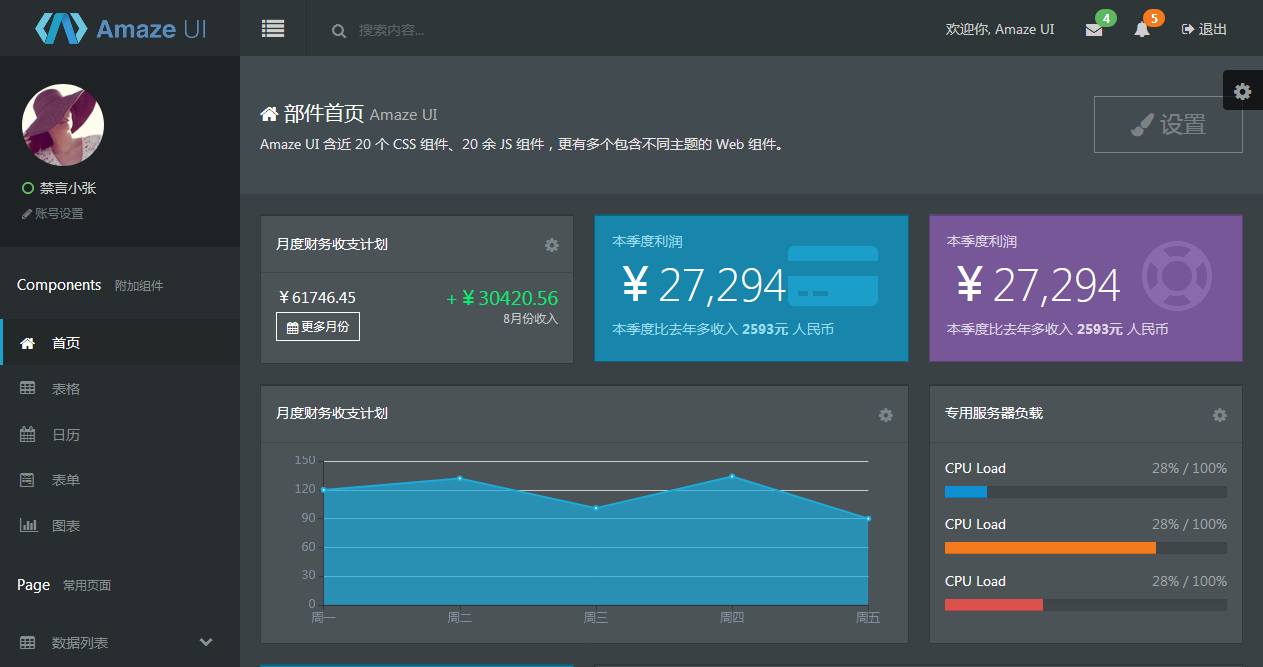 Amaze UI
搜索内容...
欢迎你, Amaze UI
4
5
退出
禁言小张
账号设置
Components 附加组件
首页
表格
日历
表单
图表
Page 常用页面
数据列表
部件首页 Amaze UI
Amaze UI 含近 20 个 CSS 组件、20 余 JS 组件，更有多个包含不同主题的 Web 组件。
设置
月度财务收支计划
￥61746.45
+￥30420.56
8月份收入
更多月份
本季度利润
￥27,294
本季度比去年多收入 2593元 人民币
本季度利润
￥27,294
本季度比去年多收入 2593元 人民币
月度财务收支计划
150
120
90
60
30
0
周一 周二 周三 周四 周五
专用服务器负载
CPU Load 28% / 100%
CPU Load 28% / 100%
CPU Load 28% / 100%